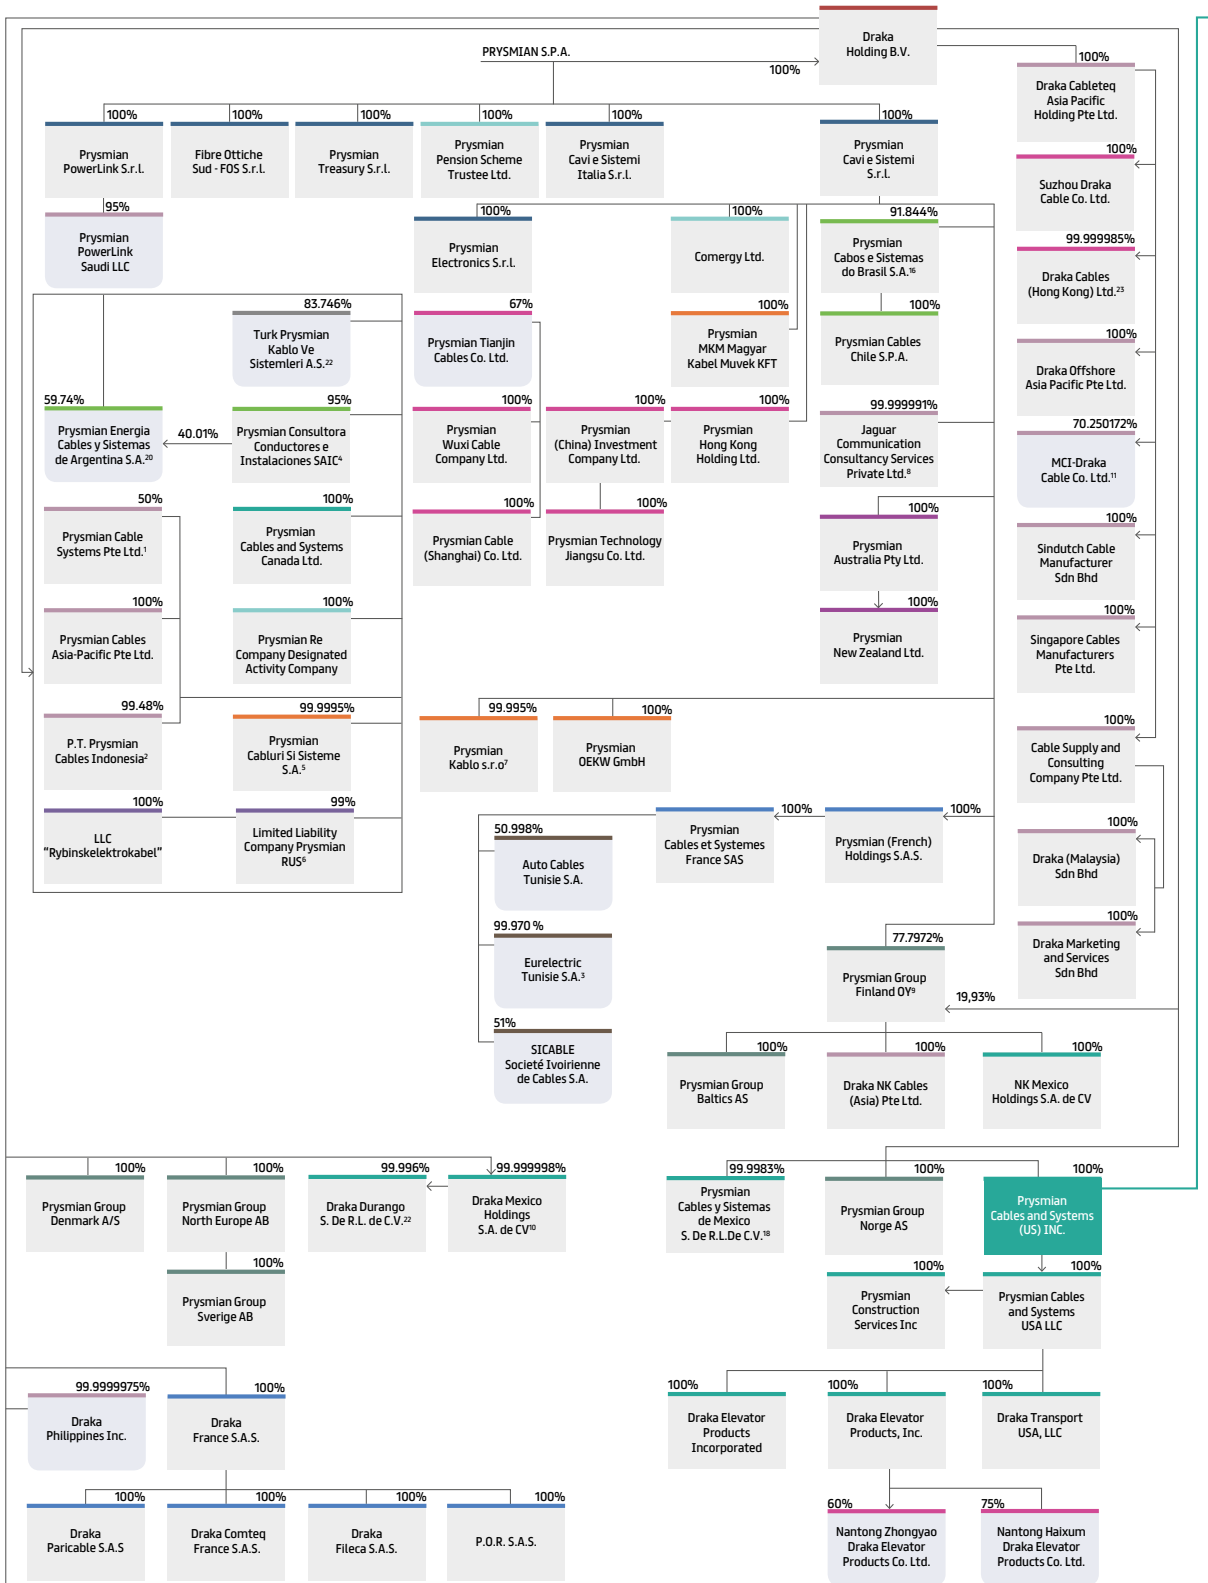 Draka
Holding B.V.
PRYSMIAN S.P.A.
100%
100%
Draka Cableteq
Asia Pacific
Holding Pte Ltd.
100%
Prysmian
PowerLink S.r.l.
100%
Fibre Ottiche
Sud - FOS S.r.l.
100%
Prysmian
Treasury S.r.l.
100%
Prysmian
Pension Scheme
Trustee Ltd.
100%
Prysmian
Cavi e Sistemi
Italia S.r.l.
100%
Prysmian
Cavi e Sistemi
S.r.l.
100%
Suzhou Draka
Cable Co. Ltd.
95%
Prysmian
PowerLink
Saudi LLC
100%
Prysmian
Electronics S.r.l.
100%
Comergy Ltd.
91.844%
Prysmian
Cabos e Sistemas
do Brasil S.A.¹⁶
99.999985%
Draka Cables
(Hong Kong) Ltd.²³
83.746%
Turk Prysmian
Kablo Ve
Sistemleri A.S.²²
67%
Prysmian Tianjin
Cables Co. Ltd.
100%
Prysmian
MKM Magyar
Kabel Muvek KFT
100%
Prysmian Cables
Chile S.P.A.
100%
Draka Offshore
Asia Pacific Pte Ltd.
59.74%
Prysmian Energia
Cables y Sistemas
de Argentina S.A.²⁰
40.01%
95%
Prysmian Consultora
Conductores e
Instalaciones SAIC⁴
100%
Prysmian
Wuxi Cable
Company Ltd.
100%
Prysmian
(China) Investment
Company Ltd.
100%
Prysmian
Hong Kong
Holding Ltd.
99.999991%
Jaguar
Communication
Consultancy Services
Private Ltd.⁸
70.250172%
MCI-Draka
Cable Co. Ltd.¹¹
50%
Prysmian Cable
Systems Pte Ltd.¹
100%
Prysmian
Cables and Systems
Canada Ltd.
100%
Prysmian Cable
(Shanghai) Co. Ltd.
100%
Prysmian Technology
Jiangsu Co. Ltd.
100%
Prysmian
Australia Pty Ltd.
100%
Sindutch Cable
Manufacturer
Sdn Bhd
100%
Prysmian Cables
Asia-Pacific Pte Ltd.
100%
Prysmian Re
Company Designated
Activity Company
100%
Prysmian
New Zealand Ltd.
100%
Singapore Cables
Manufacturers
Pte Ltd.
99.48%
P.T. Prysmian
Cables Indonesia²
99.9995%
Prysmian
Cabluri Si Sisteme
S.A.⁵
99.995%
Prysmian
Kablo s.r.o⁷
100%
Prysmian
OEKW GmbH
100%
Cable Supply and
Consulting
Company Pte Ltd.
100%
LLC
"Rybinskelektrokabel"
99%
Limited Liability
Company Prysmian
RUS⁶
50.998%
Auto Cables
Tunisie S.A.
100%
Prysmian
Cables et Systemes
France SAS
100%
Prysmian (French)
Holdings S.A.S.
100%
Draka (Malaysia)
Sdn Bhd
99.970 %
Eurelectric
Tunisie S.A.³
77.7972%
Prysmian Group
Finland OY⁹
19,93%
100%
Draka Marketing
and Services
Sdn Bhd
51%
SICABLE
Societé Ivoirienne
de Cables S.A.
100%
Prysmian Group
Baltics AS
100%
Draka NK Cables
(Asia) Pte Ltd.
100%
NK Mexico
Holdings S.A. de CV
100%
Prysmian Group
Denmark A/S
100%
Prysmian Group
North Europe AB
99.996%
Draka Durango
S. De R.L. de C.V.²²
99.999998%
Draka Mexico
Holdings
S.A. de CV¹⁰
99.9983%
Prysmian
Cables y Sistemas
de Mexico
S. De R.L.De C.V.¹⁸
100%
Prysmian Group
Norge AS
100%
Prysmian
Cables and Systems
(US) INC.
100%
Prysmian Group
Sverige AB
100%
Prysmian
Construction
Services Inc
100%
Prysmian Cables
and Systems
USA LLC
99.9999975%
Draka
Philippines Inc.
100%
Draka
France S.A.S.
100%
Draka Elevator
Products
Incorporated
100%
Draka Elevator
Products, Inc.
100%
Draka Transport
USA, LLC
100%
Draka
Paricable S.A.S
100%
Draka Comteq
France S.A.S.
100%
Draka
Fileca S.A.S.
100%
P.O.R. S.A.S.
60%
Nantong Zhongyao
Draka Elevator
Products Co. Ltd.
75%
Nantong Haixum
Draka Elevator
Products Co. Ltd.